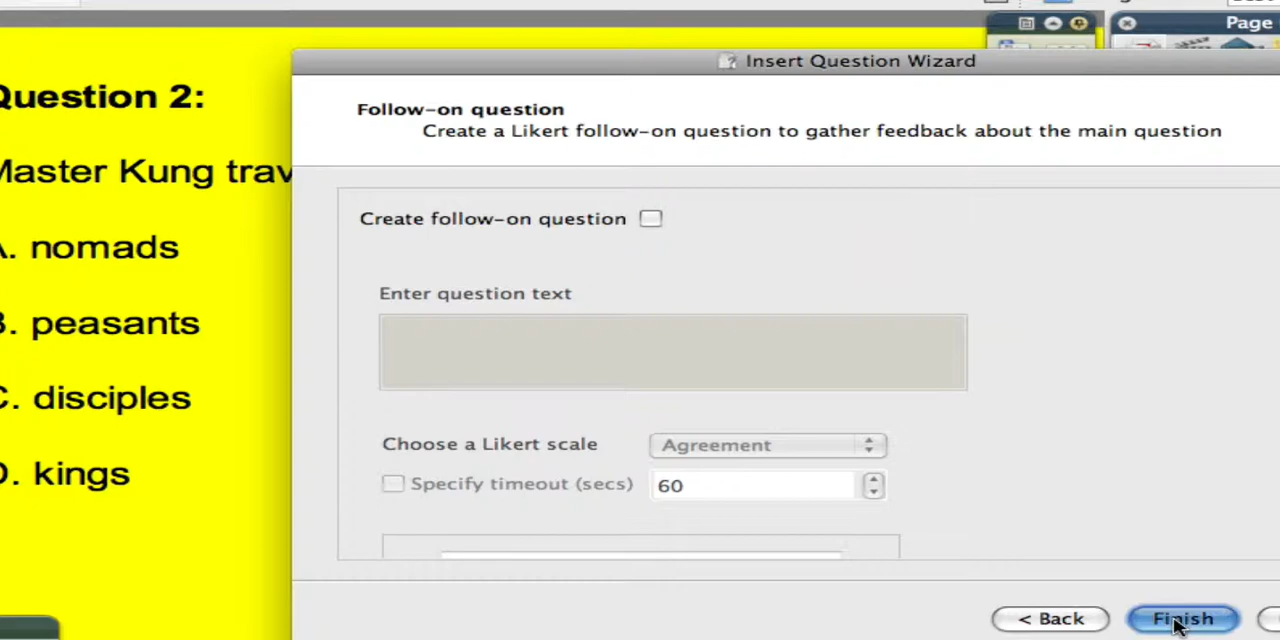 Page
Insert Question Wizard
Question 2:
Follow-on question
Create a Likert follow-on question to gather feedback about the main question
Master Kung trav
A. nomads
Create follow-on question
Enter question text
B. peasants
C. disciples
Choose a Likert scale Agreement
D. kings
Specify timeout (secs) 60
< Back Finish